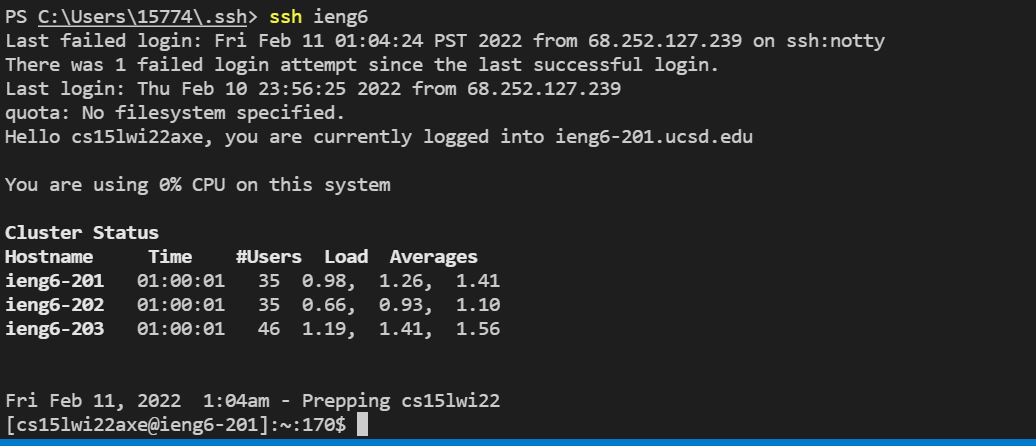 PS C:\Users\15774\.ssh> ssh ieng6
Last failed login: Fri Feb 11 01:04:24 PST 2022 from 68.252.127.239 on ssh:notty
There was 1 failed login attempt since the last successful login.
Last login: Thu Feb 10 23:56:25 2022 from 68.252.127.239
quota: No filesystem specified.
Hello cs15lwi22axe, you are currently logged into ieng6-201.ucsd.edu
You are using 0% CPU on this system
Cluster Status
Hostname     Time    #Users  Load  Averages
ieng6-201   01:00:01   35  0.98,  1.26,  1.41
ieng6-202   01:00:01   35  0.66,  0.93,  1.10
ieng6-203   01:00:01   46  1.19,  1.41,  1.56
Fri Feb 11, 2022  1:04am - Prepping cs15lwi22
[cs15lwi22axe@ieng6-201]:~:170$